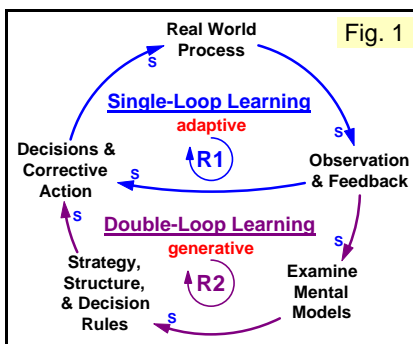 Real World
Process
Fig. 1
S
S
Single-Loop Learning
adaptive
R1
Decisions &
Corrective
Action
Observation
& Feedback
S
S
Double-Loop Learning
generative
R2
S
Strategy,
Structure,
& Decision
Rules
Examine
Mental
Models
S